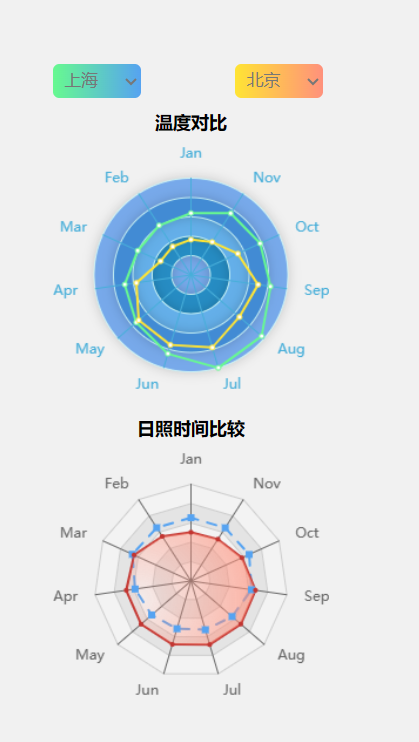 上海 北京
温度对比
Jan
Feb Nov
Mar Oct
Apr Sep
May Aug
Jun Jul
日照时间比较
Jan
Feb Nov
Mar Oct
Apr Sep
May Aug
Jun Jul